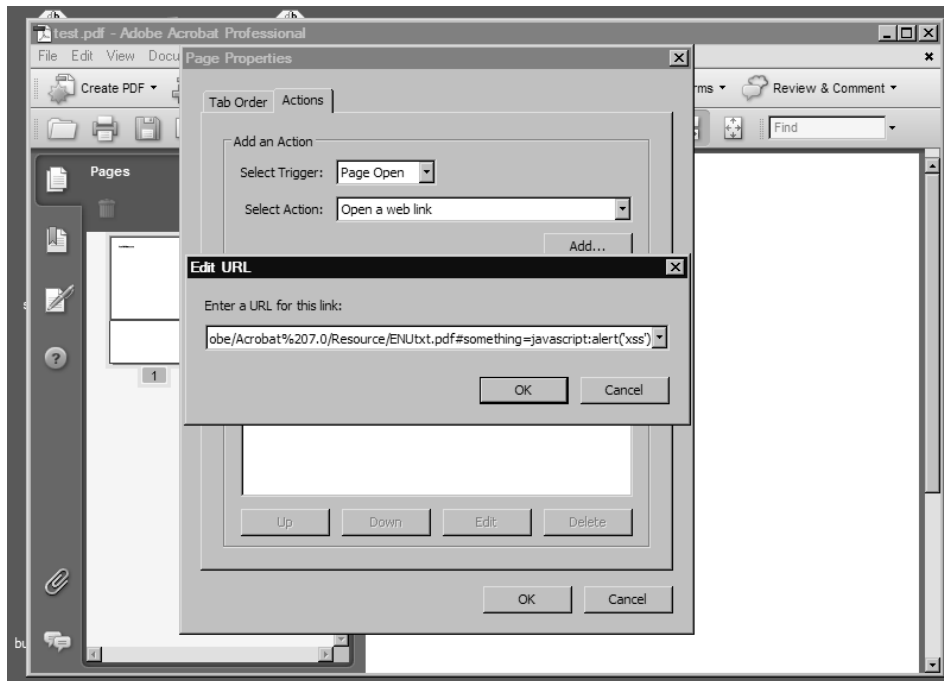 test.pdf - Adobe Acrobat Professional
File Edit View Docu
Page Properties
Create PDF
rms
Review & Comment
Tab Order Actions
Find
Add an Action
Pages
Select Trigger: Page Open
Select Action: Open a web link
Add...
Edit URL
Enter a URL for this link:
obe/Acrobat%207.0/Resource/ENUtxt.pdf#something=javascript:alert('xss')
1
OK Cancel
Up Down Edit Delete
OK Cancel
bu